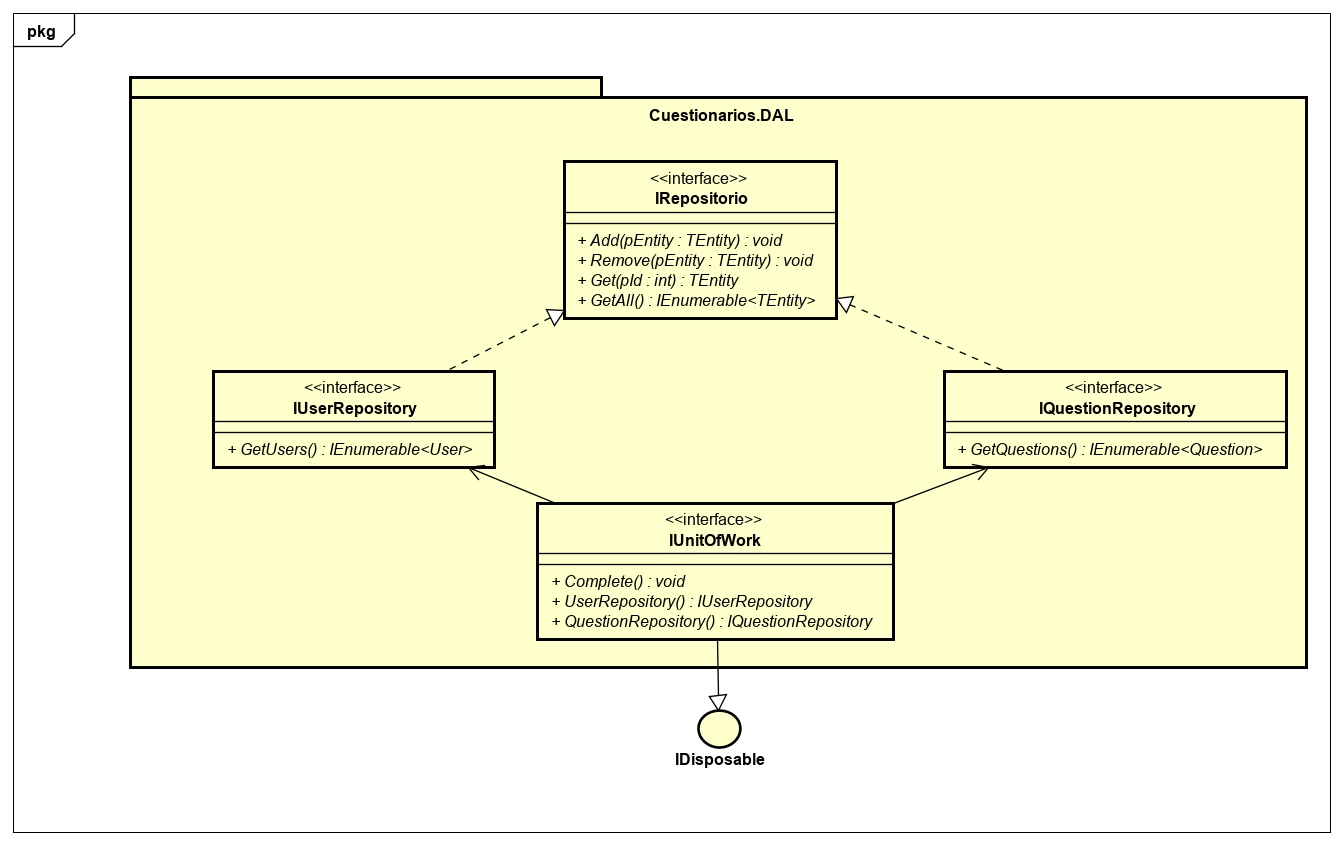 pkg
Cuestionarios.DAL
<<interface>>
IRepositorio
+ Add(pEntity : TEntity) : void
+ Remove(pEntity : TEntity) : void
+ Get(pId : int) : TEntity
+ GetAll() : IEnumerable<TEntity>
<<interface>>
IUserRepository
+ GetUsers() : IEnumerable<User>
<<interface>>
IQuestionRepository
+ GetQuestions() : IEnumerable<Question>
<<interface>>
IUnitOfWork
+ Complete() : void
+ UserRepository() : IUserRepository
+ QuestionRepository() : IQuestionRepository
IDisposable